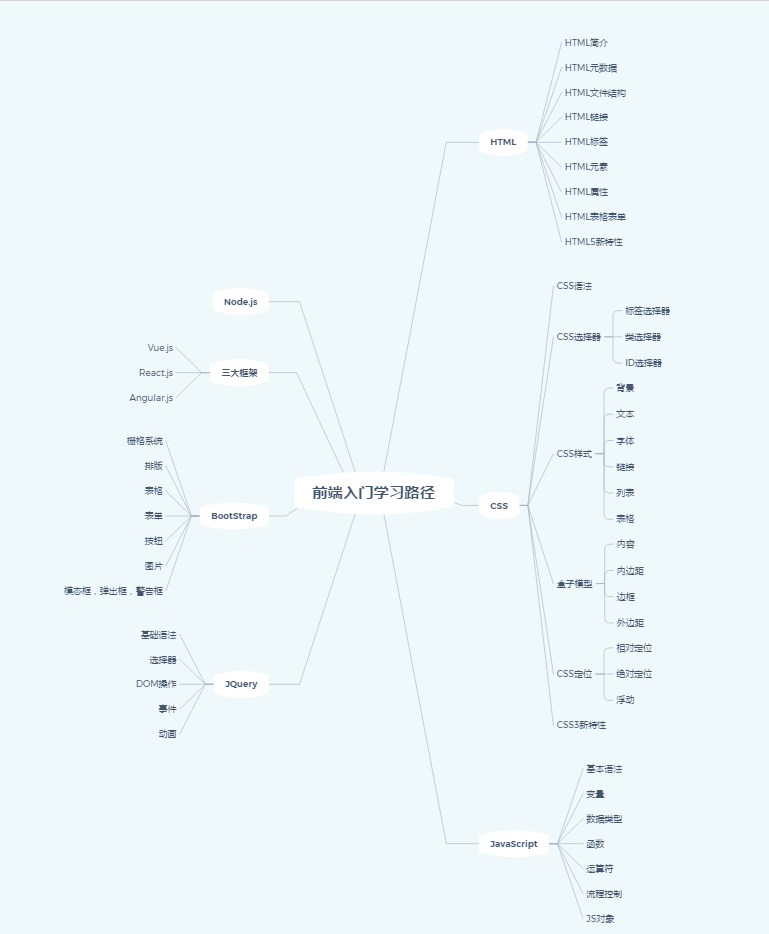 前端入门学习路径
HTML
HTML简介
HTML元数据
HTML文件结构
HTML链接
HTML标签
HTML元素
HTML属性
HTML表格表单
HTML5新特性
CSS
CSS语法
CSS选择器
标签选择器
类选择器
ID选择器
CSS样式
背景
文本
字体
链接
列表
表格
盒子模型
内容
内边距
边框
外边距
CSS定位
相对定位
绝对定位
浮动
CSS3新特性
JavaScript
基本语法
变量
数据类型
函数
运算符
流程控制
JS对象
Node.js
三大框架
Vue.js
React.js
Angular.js
BootStrap
栅格系统
排版
表格
表单
按钮
图片
模态框，弹出框，警告框
JQuery
基础语法
选择器
DOM操作
事件
动画